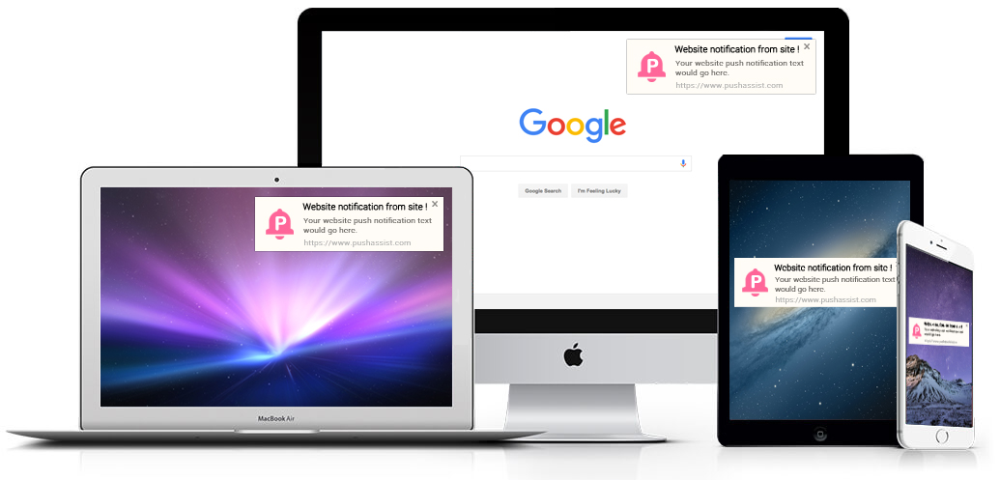 Website notification from site !
Your website push notification text
would go here.
https://www.pushassist.com
Google
Google Search
I'm Feeling Lucky
Website notification from site !
Your website push notification text
would go here.
https://www.pushassist.com
MacBook Air
Website notification from site !
Your website push notification text
would go here.
https://www.pushassist.com
P
P
P